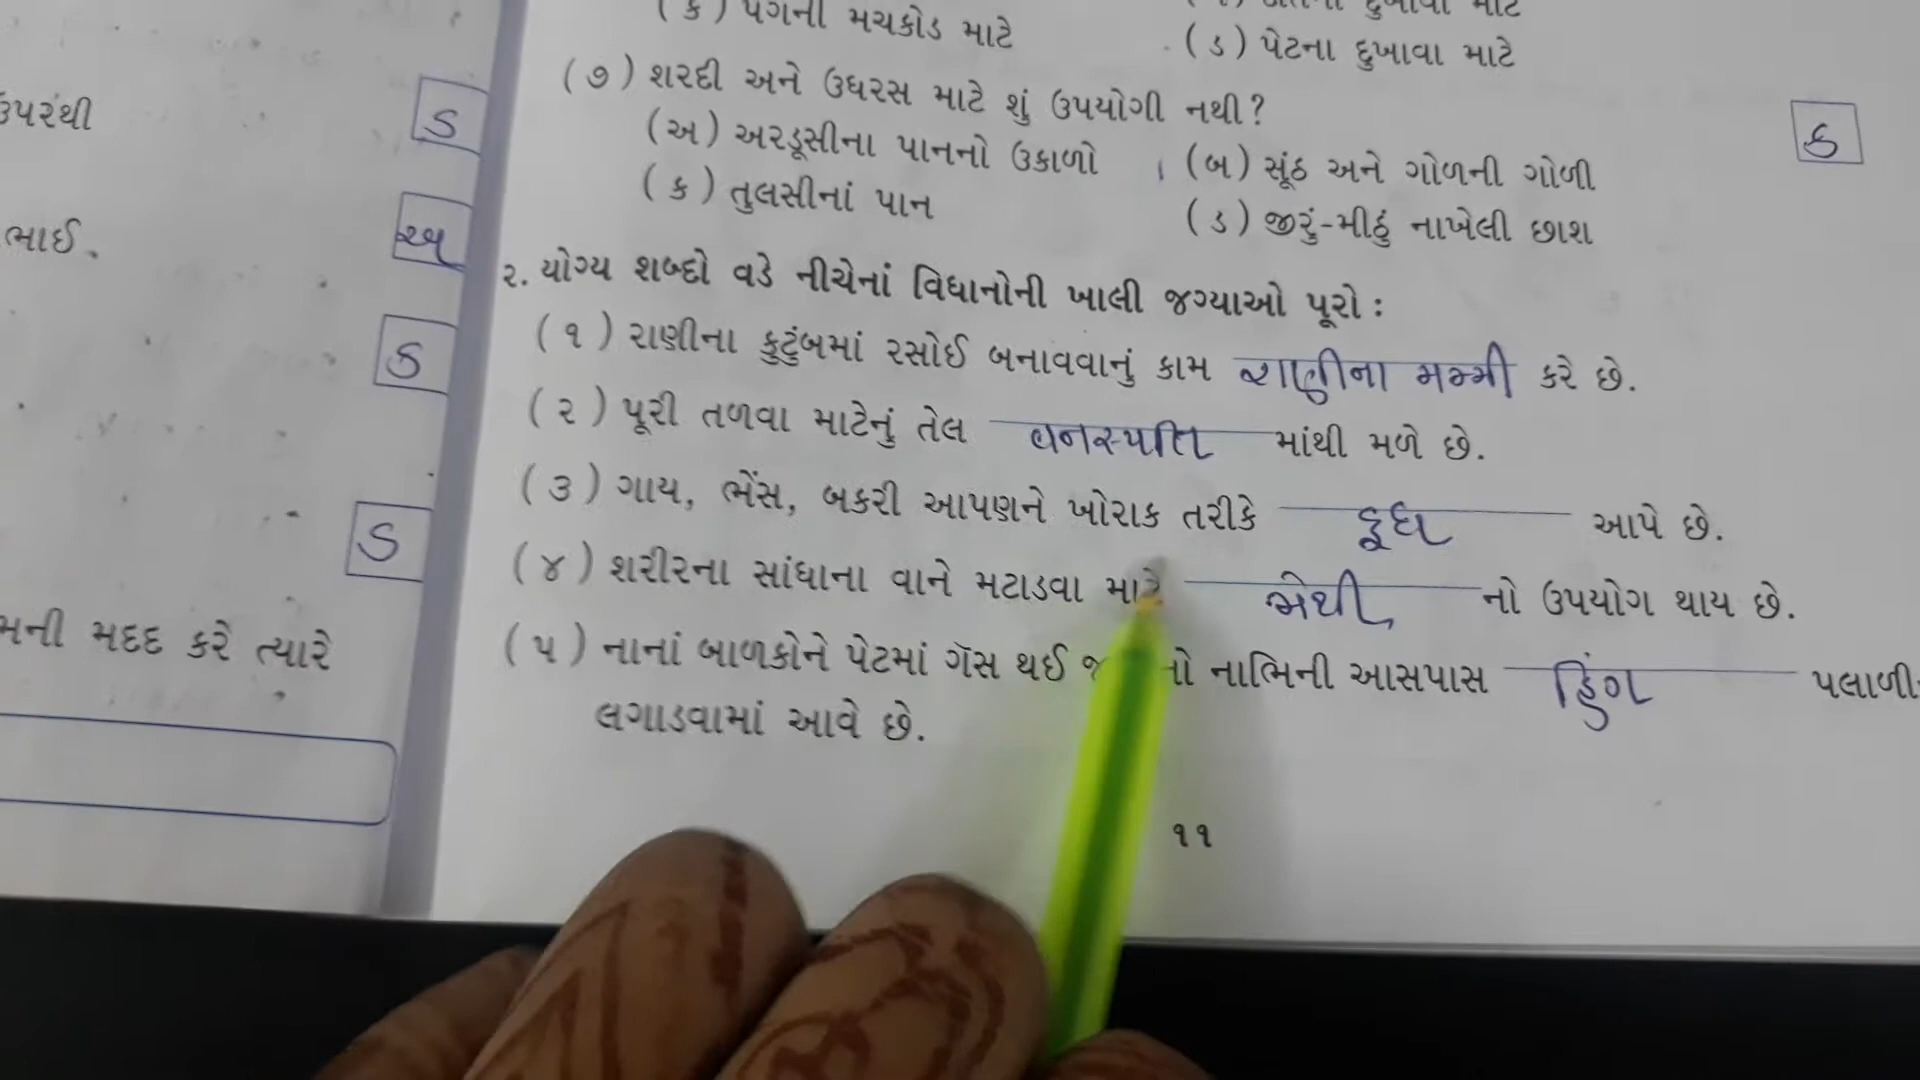 ઉપરથી
ડ
ભાઈ.
અ
ક
ડ
મની મદદ કરે ત્યારે
(ક) પગની મચકોડ માટે
(ડ) પેટના દુખાવા માટે
(૭) શરદી અને ઉધરસ માટે શું ઉપયોગી નથી?
ડ
(અ) અરડૂસીના પાનનો ઉકાળો (બ) સૂંઠ અને ગોળની ગોળી
(ક) તુલસીનાં પાન (ડ) જીરું-મીઠું નાખેલી છાશ
૨. યોગ્ય શબ્દો વડે નીચેનાં વિધાનોની ખાલી જગ્યાઓ પૂરો :
(૧) રાણીના કુટુંબમાં રસોઈ બનાવવાનું કામ રાણીના મમ્મી કરે છે.
(૨) પૂરી તળવા માટેનું તેલ વનસ્પતિ માંથી મળે છે.
(૩) ગાય, ભેંસ, બકરી આપણને ખોરાક તરીકે દૂધ આપે છે.
(૪) શરીરના સાંધાના વાને મટાડવા માટે મેથી નો ઉપયોગ થાય છે.
(૫) નાનાં બાળકોને પેટમાં ગૅસ થઈ નાભિની આસપાસ હિંગ પલાળી
લગાડવામાં આવે છે.
૧૧